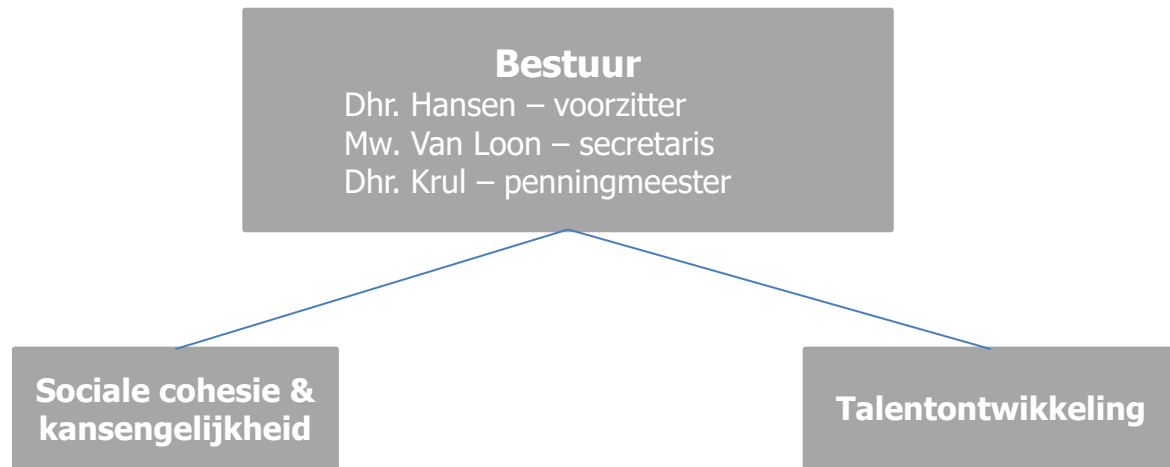 Bestuur
Dhr. Hansen – voorzitter
Mw. Van Loon – secretaris
Dhr. Krul – penningmeester
Sociale cohesie &
kansengelijkheid
Talentontwikkeling